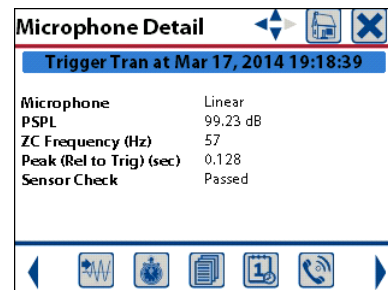 Microphone Detail
Trigger Tran at Mar 17, 2014 19:18:39
Microphone Linear
PSPL 99.23 dB
ZC Frequency (Hz) 57
Peak (Rel to Trig) (sec) 0.128
Sensor Check Passed
1